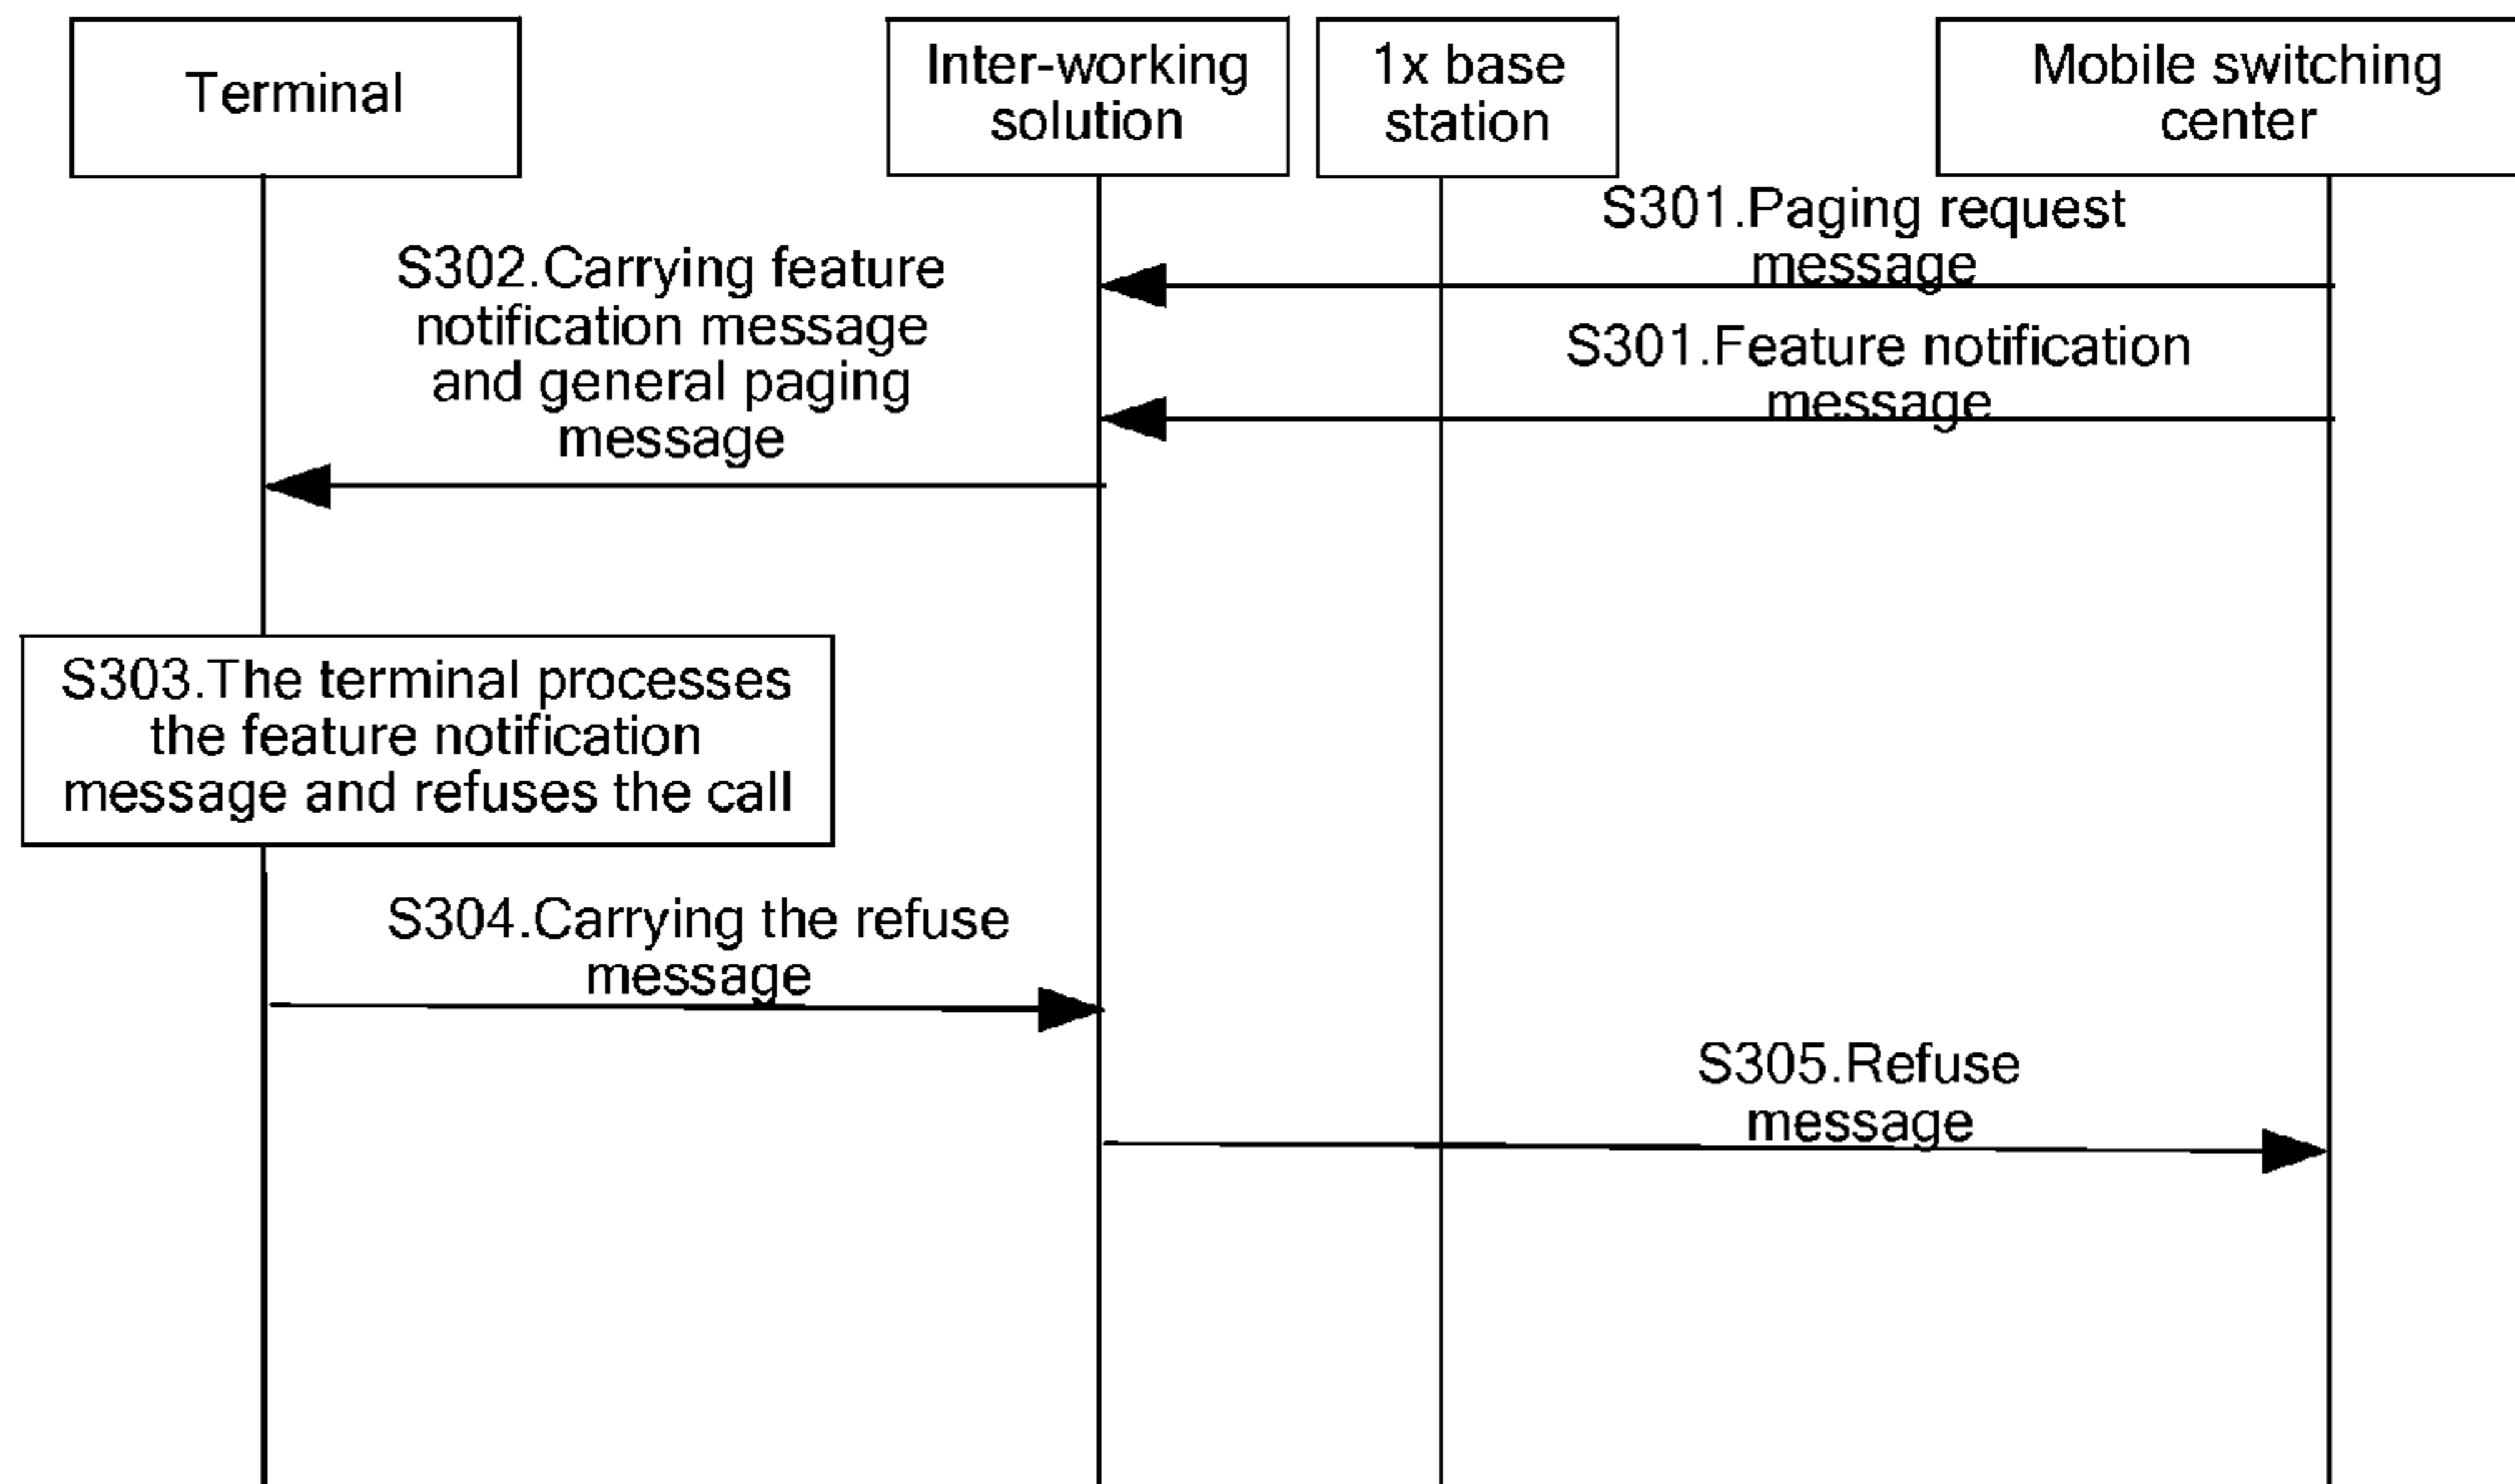 Terminal
Inter-working
solution
1x base
station
Mobile switching
center
S301.Paging request
message
S302.Carrying feature
notification message
and general paging
message
S301.Feature notification
message
S303.The terminal processes
the feature notification
message and refuses the call
S304.Carrying the refuse
message
S305.Refuse
message